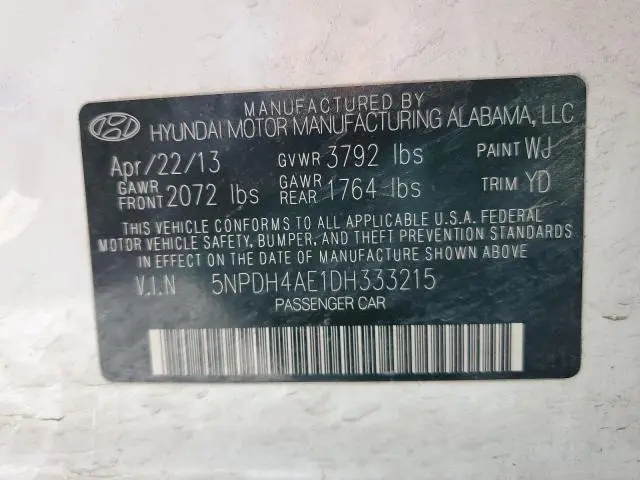 MANUFACTURED BY
HYUNDAI MOTOR MANUFACTURING ALABAMA, LLC
Apr/22/13 GVWR 3792 lbs PAINT WJ
GAWR FRONT 2072 lbs GAWR REAR 1764 lbs TRIM YD
THIS VEHICLE CONFORMS TO ALL APPLICABLE U.S.A. FEDERAL
MOTOR VEHICLE SAFETY, BUMPER, AND THEFT PREVENTION STANDARDS
IN EFFECT ON THE DATE OF MANUFACTURE SHOWN ABOVE
V.I.N 5NPDH4AE1DH333215
PASSENGER CAR